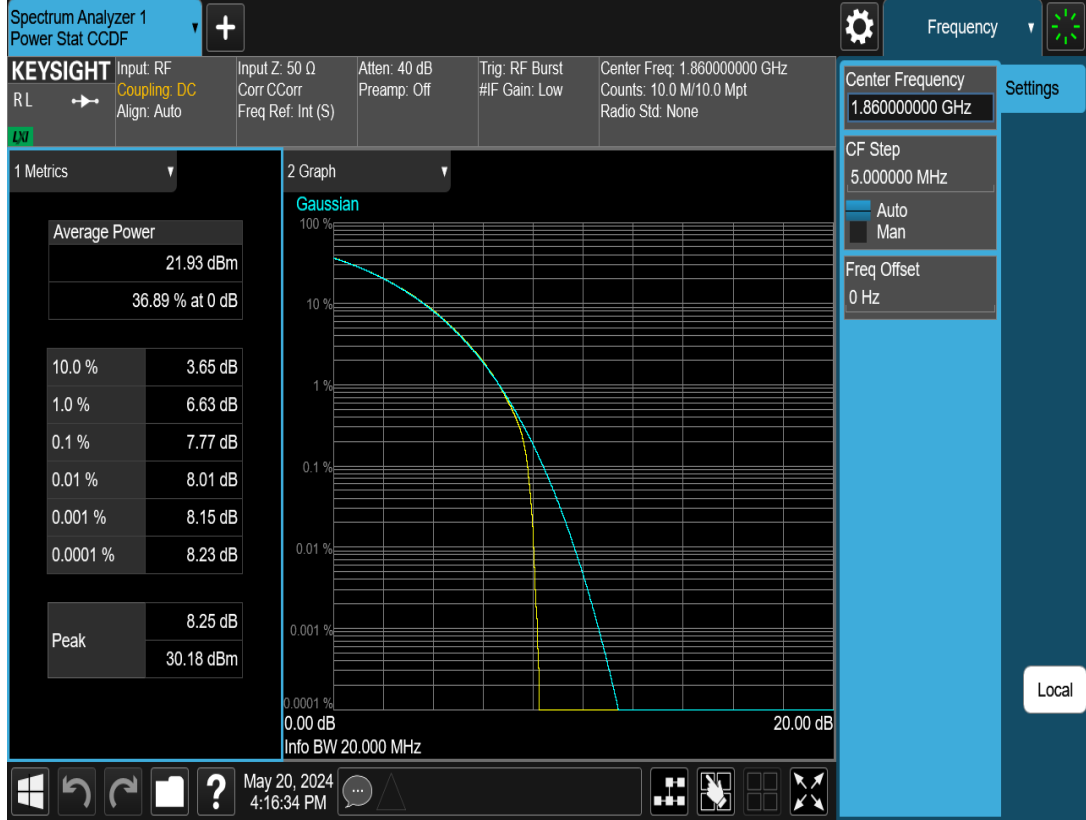 Spectrum Analyzer 1
Power Stat CCDF
Frequency
KEYSIGHT
RL
LXI
Input: RF
Coupling: DC
Align: Auto
Input Z: 50 Ω
Corr CCorr
Freq Ref: Int (S)
Atten: 40 dB
Preamp: Off
Trig: RF Burst
#IF Gain: Low
Center Freq: 1.860000000 GHz
Counts: 10.0 M/10.0 Mpt
Radio Std: None
Center Frequency
1.860000000 GHz
Settings
CF Step
5.000000 MHz
Auto
Man
Freq Offset
0 Hz
1 Metrics
Average Power
21.93 dBm
36.89 % at 0 dB
10.0 % 3.65 dB
1.0 % 6.63 dB
0.1 % 7.77 dB
0.01 % 8.01 dB
0.001 % 8.15 dB
0.0001 % 8.23 dB
Peak
8.25 dB
30.18 dBm
2 Graph
Gaussian
100 %
10 %
1 %
0.1 %
0.01 %
0.001 %
0.0001 %
0.00 dB 20.00 dB
Info BW 20.000 MHz
Local
?
May 20, 2024
4:16:34 PM